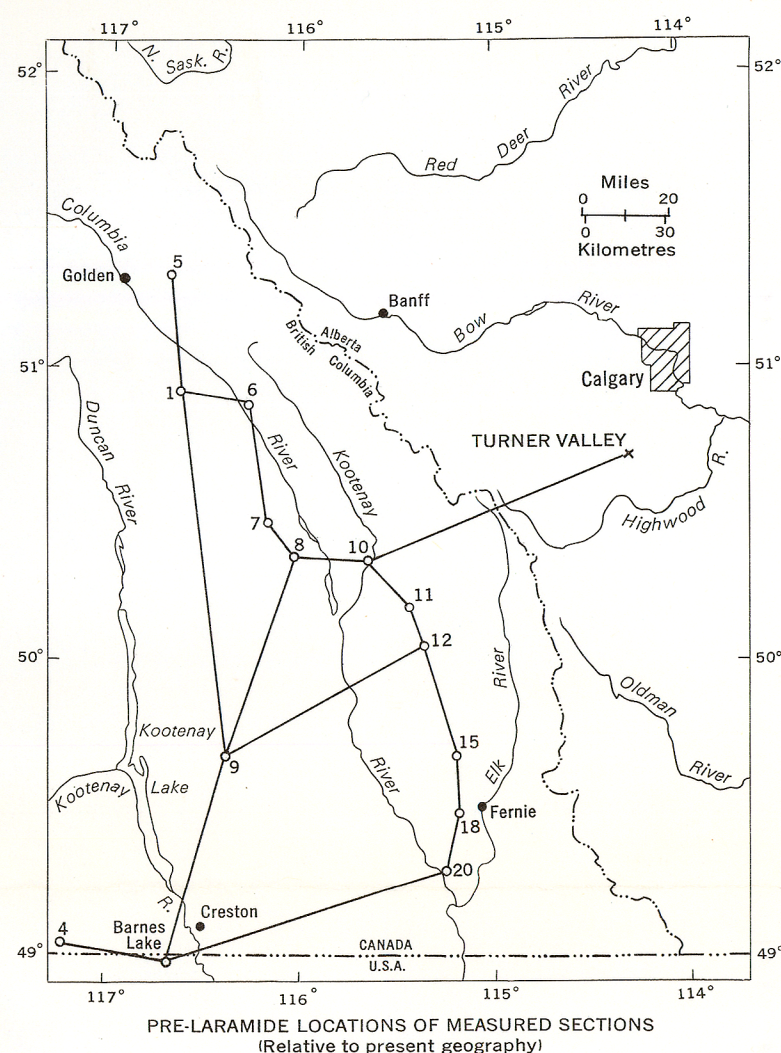 117° 116° 115° 114°
52° 52°
N. Sask. R.
Red Deer River
Miles
0 20
0 30
Kilometres
Columbia
Golden
5
Banff
Bow River
Alberta
British Columbia
51° 51°
Calgary
1
6
Duncan River
River
Kootenay
TURNER VALLEY
R.
Highwood
7
8
10
11
12
50° 50°
River
Oldman
River
Kootenay
Lake
9
15
Kootenay
River
Elk
Fernie
18
20
R.
Creston
4
Barnes
Lake
49° 49°
CANADA
U.S.A.
117° 116° 115° 114°
PRE-LARAMIDE LOCATIONS OF MEASURED SECTIONS
(Relative to present geography)